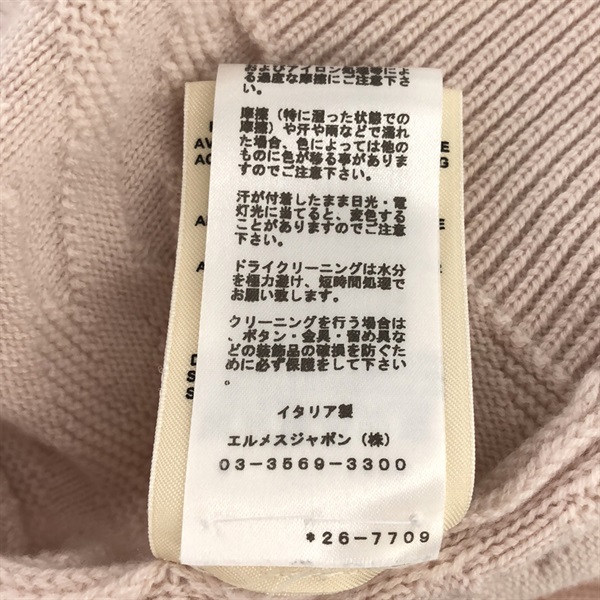 およびアイロン処理等によ
る過度な摩擦にご注意下さ
い。
摩擦（特に湿った状態での
摩擦）や汗や雨などで濡れ
た場合、色によっては他の
ものに色が移る事がありま
すのでご注意下さい。
汗が付着したまま日光・電
灯光に当てると、変色する
ことがありますのでご注意
下さい。
ドライクリーニングは水分
を極力避け、短時間処理で
お願い致します。
クリーニングを行う場合は
、ボタン・金具・留め具な
どの装飾品の破損を防ぐた
めに必ず保護をして下さい
。
イタリア製
エルメスジャポン（株）
03-3569-3300
*26-7709